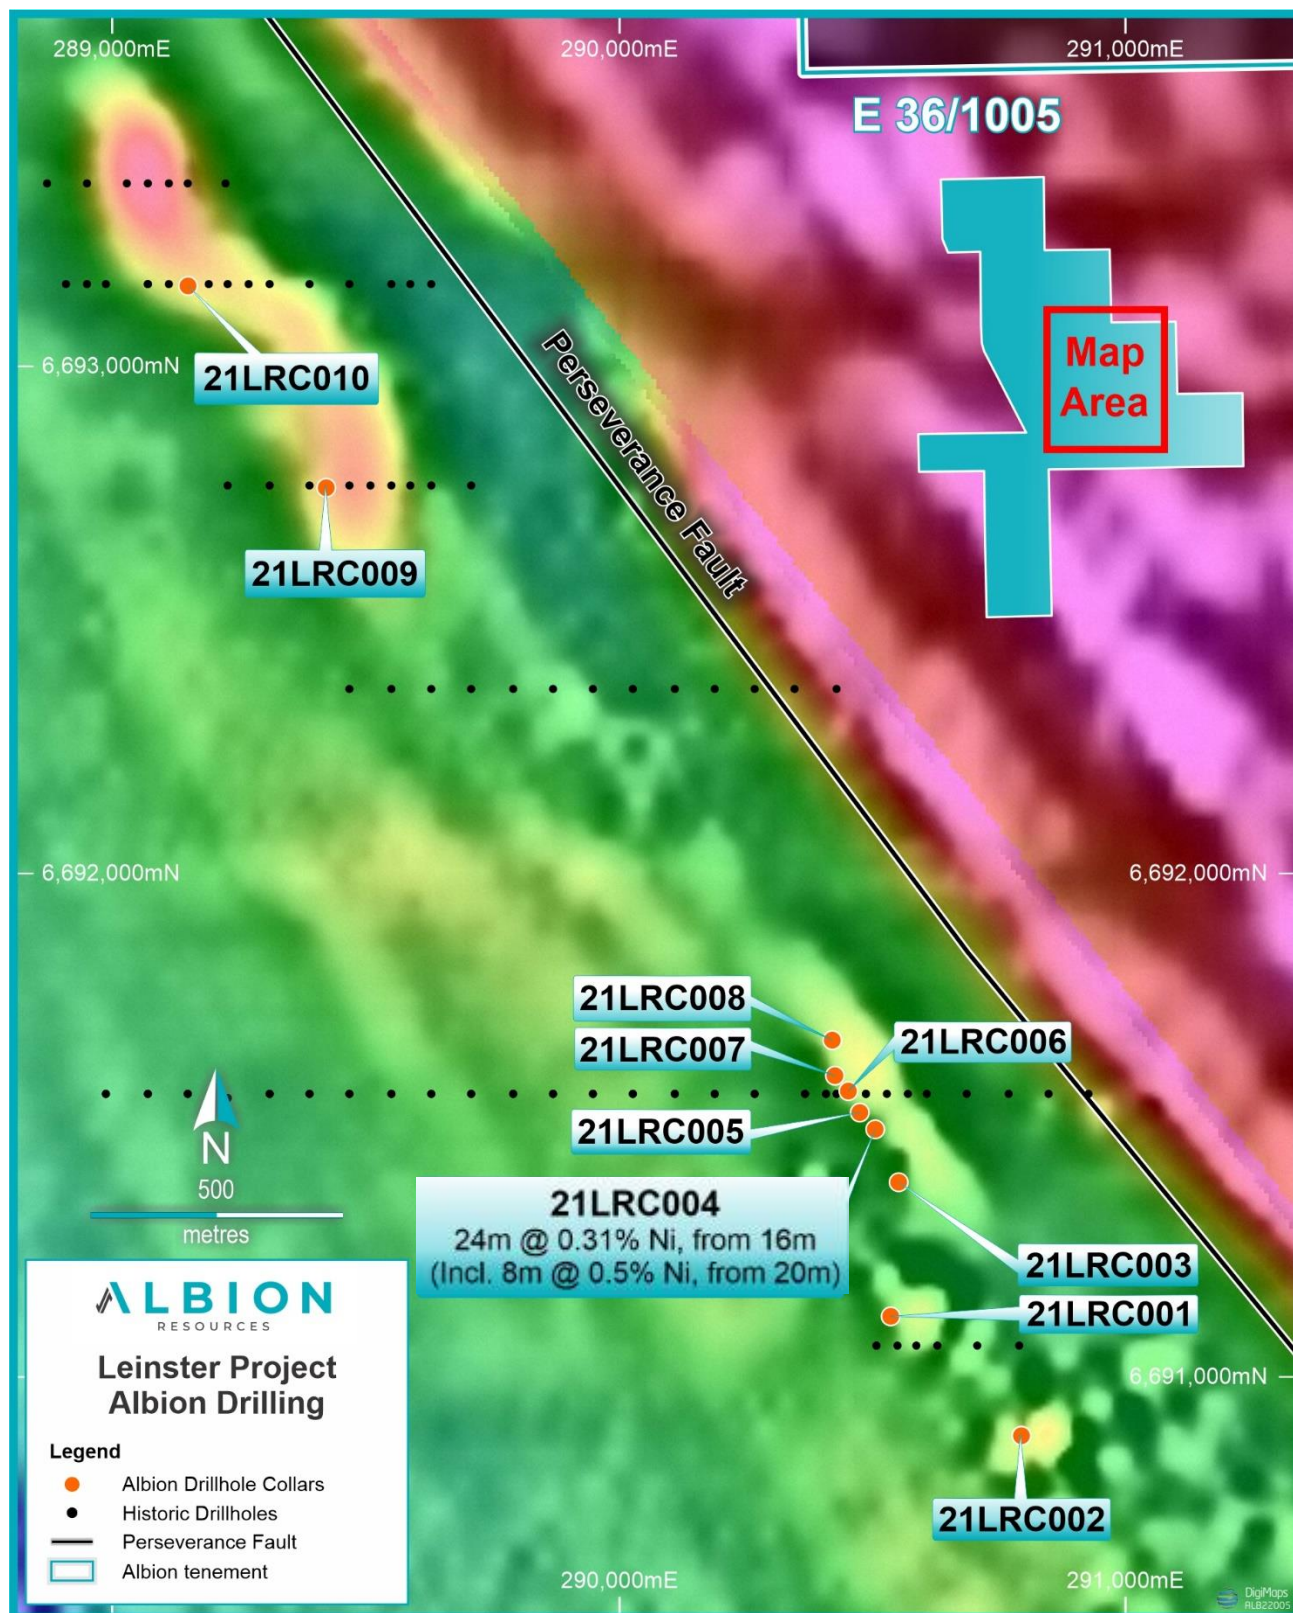 289,000mE
290,000mE
291,000mE
E 36/1005
Map
Area
6,693,000mN
21LRC010
Perseverance Fault
21LRC009
6,692,000mN
6,692,000mN
21LRC008
21LRC006
21LRC007
21LRC005
N
500
metres
21LRC004
24m @ 0.31% Ni, from 16m
(Incl. 8m @ 0.5% Ni, from 20m)
21LRC003
21LRC001
6,691,000mN
21LRC002
ALBION
RESOURCES
Leinster Project
Albion Drilling
Legend
Albion Drillhole Collars
Historic Drillholes
Perseverance Fault
Albion tenement
290,000mE
291,000mE
DigiMaps
ALB22005